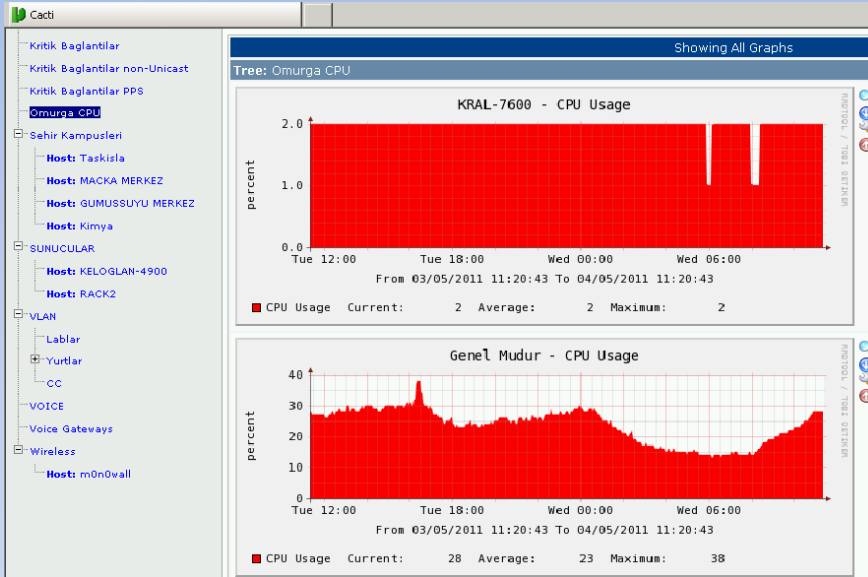 Cacti
Kritik Baglantilar
Kritik Baglantilar non-Unicast
Kritik Baglantilar PPS
Omurga CPU
Sehir Kampusleri
Host: Taskisla
Host: MACKA MERKEZ
Host: GUMUSSUYU MERKEZ
Host: Kimya
SUNUCULAR
Host: KELOGLAN-4900
Host: RACK2
VLAN
Lablar
Yurtlar
CC
VOICE
Voice Gateways
Wireless
Host: m0n0wall
Showing All Graphs
Tree: Omurga CPU
KRAL-7600 - CPU Usage
RRDTOOL / TOBI OETIKER
percent
2.0
1.0
0.0
Tue 12:00 Tue 18:00 Wed 00:00 Wed 06:00
From 03/05/2011 11:20:43 To 04/05/2011 11:20:43
CPU Usage Current: 2 Average: 2 Maximum: 2
Genel Mudur - CPU Usage
RRDTOOL / TOBI OETIKER
percent
40
30
20
10
0
Tue 12:00 Tue 18:00 Wed 00:00 Wed 06:00
From 03/05/2011 11:20:43 To 04/05/2011 11:20:43
CPU Usage Current: 28 Average: 23 Maximum: 38